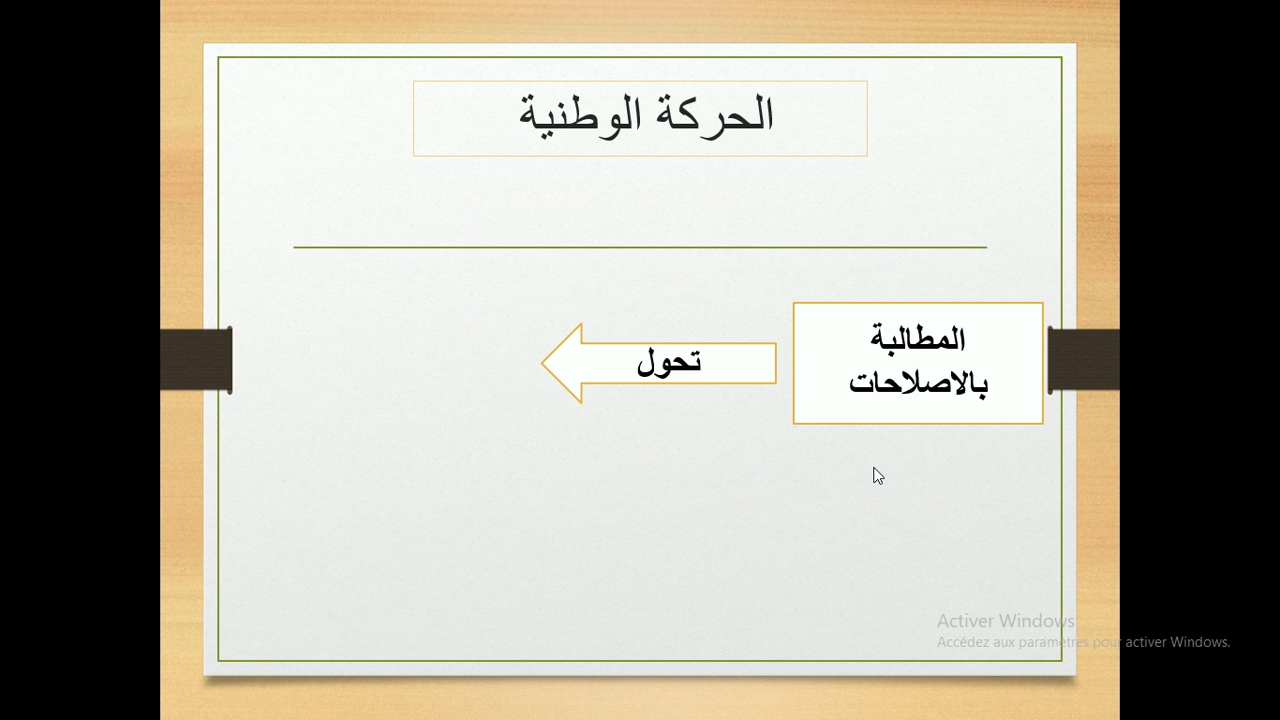 الحركة الوطنية
المطالبة
بالاصلاحات
تحول
Activer Windows
Accédez aux paramètres pour activer Windows.